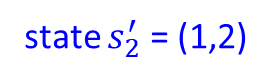 state s′₂ = (1,2)